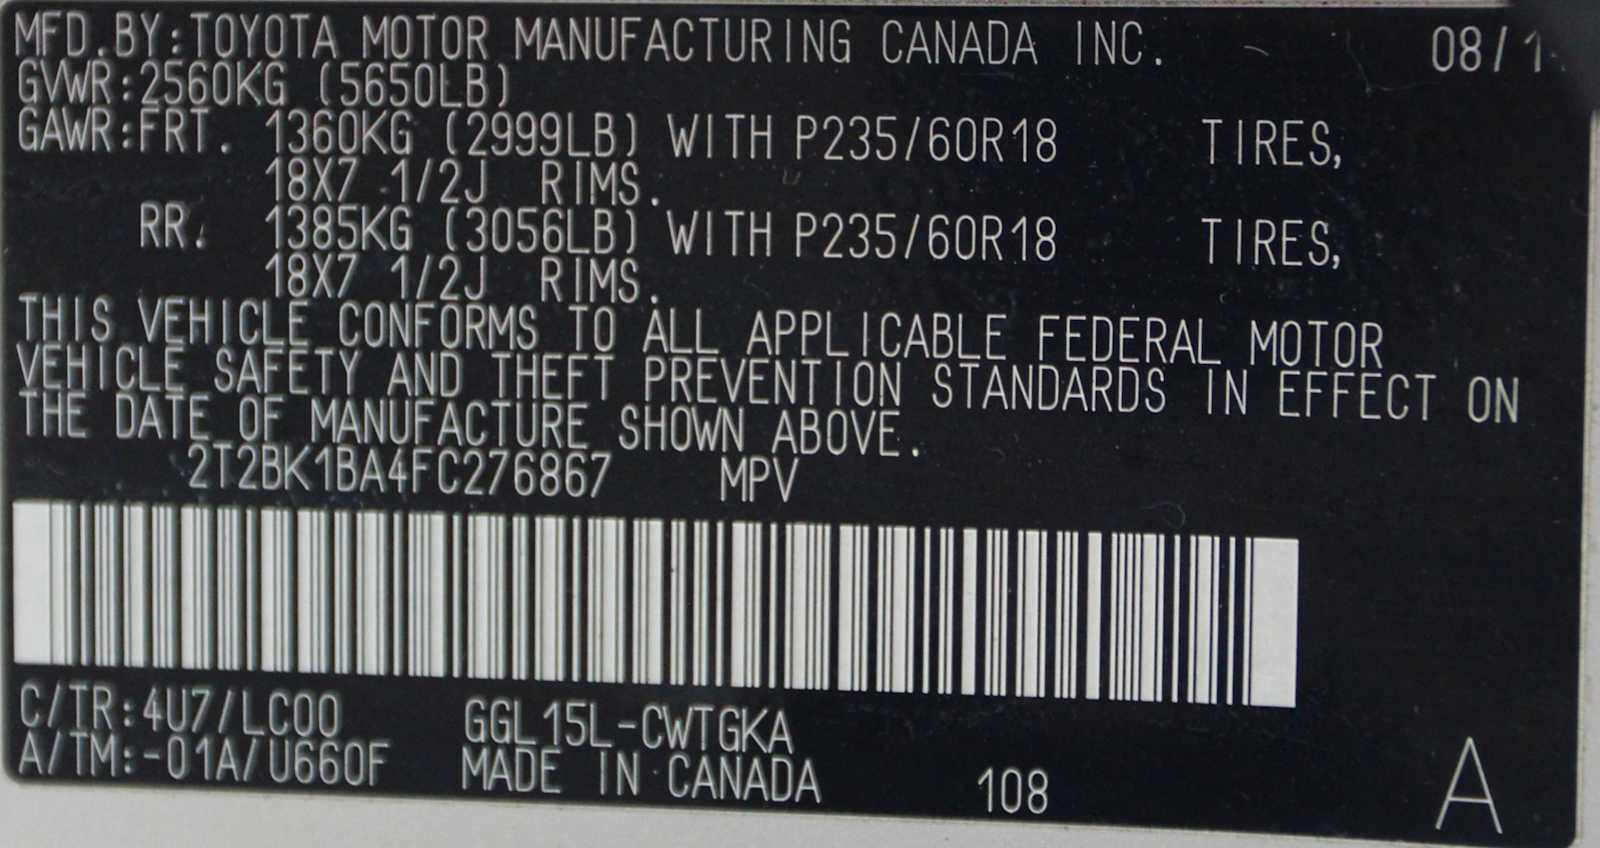 MFD.BY:TOYOTA MOTOR MANUFACTURING CANADA INC. 08/1
GVWR:2560KG (5650LB)
GAWR:FRT. 1360KG (2999LB) WITH P235/60R18 TIRES,
18X7 1/2J RIMS.
RR. 1385KG (3056LB) WITH P235/60R18 TIRES,
18X7 1/2J RIMS.
THIS VEHICLE CONFORMS TO ALL APPLICABLE FEDERAL MOTOR
VEHICLE SAFETY AND THEFT PREVENTION STANDARDS IN EFFECT ON
THE DATE OF MANUFACTURE SHOWN ABOVE.
2T2BK1BA4FC276867 MPV
C/TR:4U7/LC00 GGL15L-CWTGKA
A/TM:-01A/U660F MADE IN CANADA 108 A